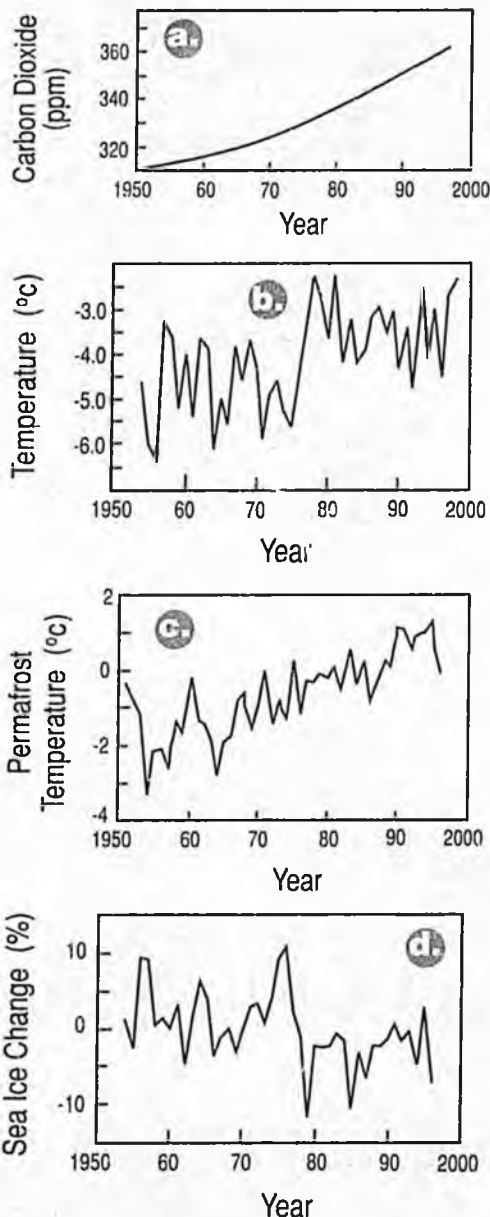 a.
Carbon Dioxide
(ppm)
360
340
320
1950 60 70 80 90 2000
Year
b.
Temperature (ºc)
-3.0
-4.0
-5.0
-6.0
1950 60 70 80 90 2000
Year
c.
Permafrost
Temperature (ºc)
2
0
-2
-4
1950 60 70 80 90 2000
Year
d.
Sea Ice Change (%)
10
0
-10
1950 60 70 80 90 2000
Year